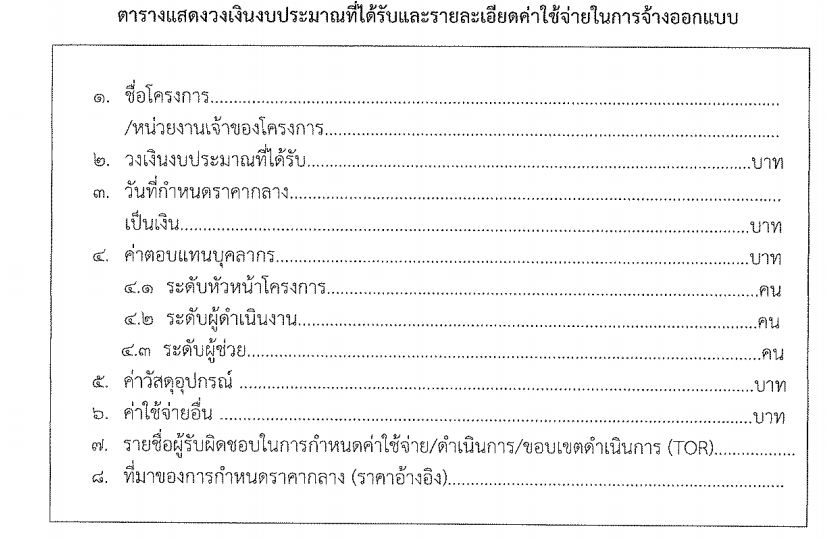 ตารางแสดงวงเงินงบประมาณที่ได้รับและรายละเอียดค่าใช้จ่ายในการจ้างออกแบบ
๑. ชื่อโครงการ........................................................................
/หน่วยงานเจ้าของโครงการ........................................................................
๒. วงเงินงบประมาณที่ได้รับ........................................................................บาท
๓. วันที่กำหนดราคากลาง........................................................................
เป็นเงิน........................................................................บาท
๔. ค่าตอบแทนบุคลากร........................................................................บาท
๔.๑ ระดับหัวหน้าโครงการ........................................................................คน
๔.๒ ระดับผู้ดำเนินงาน........................................................................คน
๔.๓ ระดับผู้ช่วย........................................................................คน
๕. ค่าวัสดุอุปกรณ์ ........................................................................บาท
๖. ค่าใช้จ่ายอื่น ........................................................................บาท
๗. รายชื่อผู้รับผิดชอบในการกำหนดค่าใช้จ่าย/ดำเนินการ/ขอบเขตดำเนินการ (TOR)..................
๘. ที่มาของการกำหนดราคากลาง (ราคาอ้างอิง)........................................................................